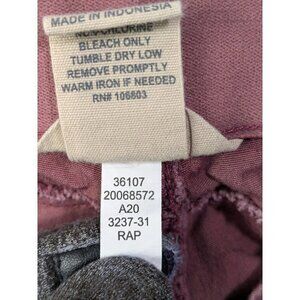 MADE IN INDONESIA
NON-CHLORINE
BLEACH ONLY
TUMBLE DRY LOW
REMOVE PROMPTLY
WARM IRON IF NEEDED
RN# 106803
36107
20068572
A20
3237-31
RAP